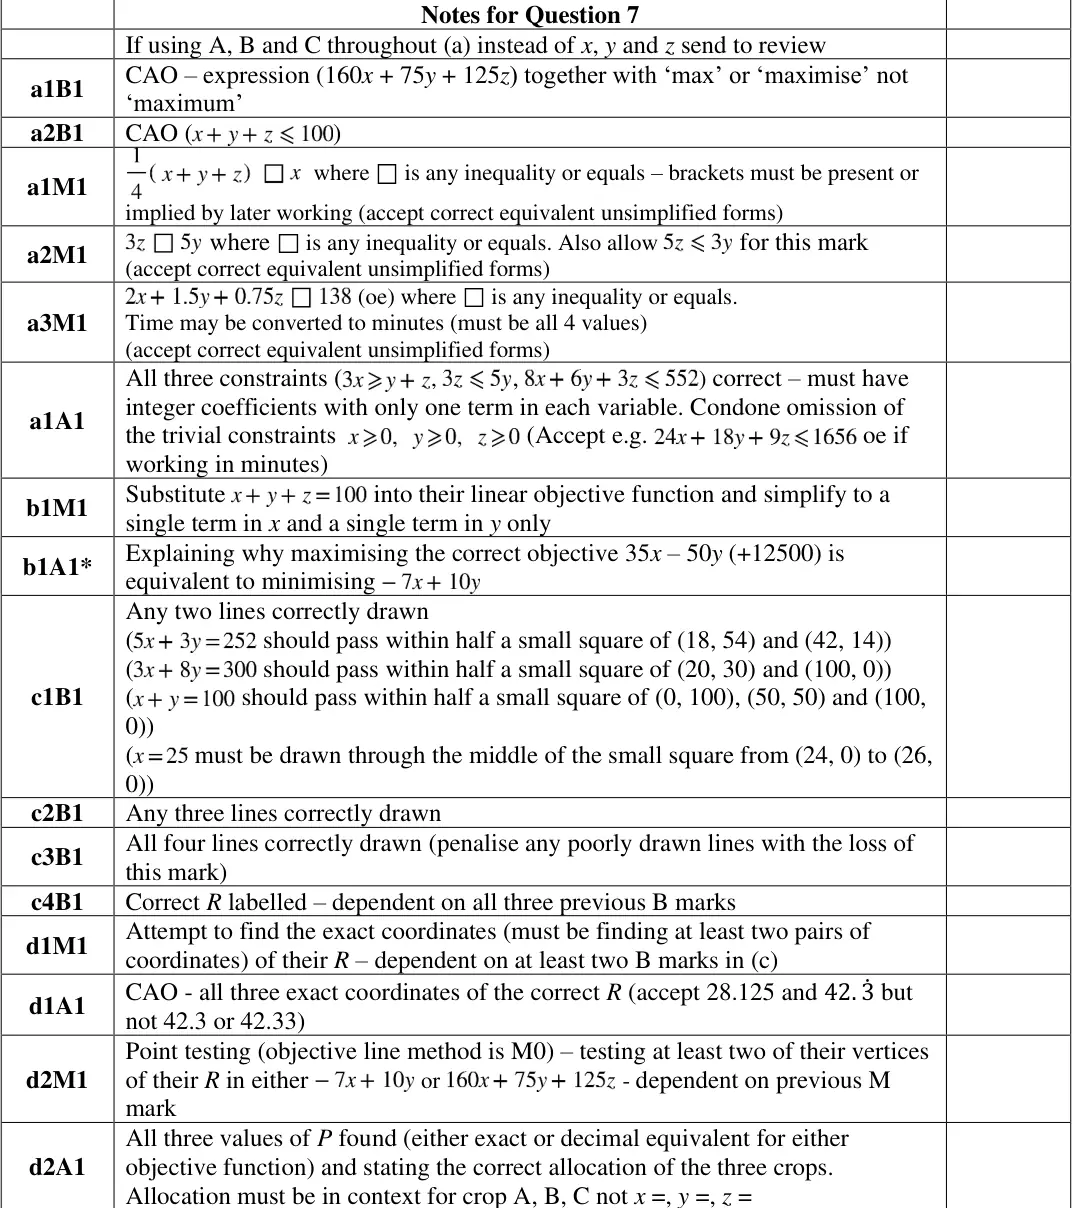 Notes for Question 7
If using A, B and C throughout (a) instead of x, y and z send to review
a1B1
CAO – expression (160x + 75y + 125z) together with ‘max’ or ‘maximise’ not
‘maximum’
a2B1
CAO (x + y + z ⩽ 100)
a1M1
1/4 ( x + y + z) □ x where □ is any inequality or equals – brackets must be present or
implied by later working (accept correct equivalent unsimplified forms)
a2M1
3z □ 5y where □ is any inequality or equals. Also allow 5z ⩽ 3y for this mark
(accept correct equivalent unsimplified forms)
a3M1
2x + 1.5y + 0.75z □ 138 (oe) where □ is any inequality or equals.
Time may be converted to minutes (must be all 4 values)
(accept correct equivalent unsimplified forms)
a1A1
All three constraints (3x ⩾ y + z, 3z ⩽ 5y, 8x + 6y + 3z ⩽ 552) correct – must have
integer coefficients with only one term in each variable. Condone omission of
the trivial constraints x ⩾ 0, y ⩾ 0, z ⩾ 0 (Accept e.g. 24x + 18y + 9z ⩽ 1656 oe if
working in minutes)
b1M1
Substitute x + y + z = 100 into their linear objective function and simplify to a
single term in x and a single term in y only
b1A1*
Explaining why maximising the correct objective 35x – 50y (+12500) is
equivalent to minimising – 7x + 10y
c1B1
Any two lines correctly drawn
(5x + 3y = 252 should pass within half a small square of (18, 54) and (42, 14))
(3x + 8y = 300 should pass within half a small square of (20, 30) and (100, 0))
(x + y = 100 should pass within half a small square of (0, 100), (50, 50) and (100,
0))
(x = 25 must be drawn through the middle of the small square from (24, 0) to (26,
0))
c2B1
Any three lines correctly drawn
c3B1
All four lines correctly drawn (penalise any poorly drawn lines with the loss of
this mark)
c4B1
Correct R labelled – dependent on all three previous B marks
d1M1
Attempt to find the exact coordinates (must be finding at least two pairs of
coordinates) of their R – dependent on at least two B marks in (c)
d1A1
CAO - all three exact coordinates of the correct R (accept 28.125 and 42.3̇ but
not 42.3 or 42.33)
d2M1
Point testing (objective line method is M0) – testing at least two of their vertices
of their R in either – 7x + 10y or 160x + 75y + 125z - dependent on previous M
mark
d2A1
All three values of P found (either exact or decimal equivalent for either
objective function) and stating the correct allocation of the three crops.
Allocation must be in context for crop A, B, C not x =, y =, z =